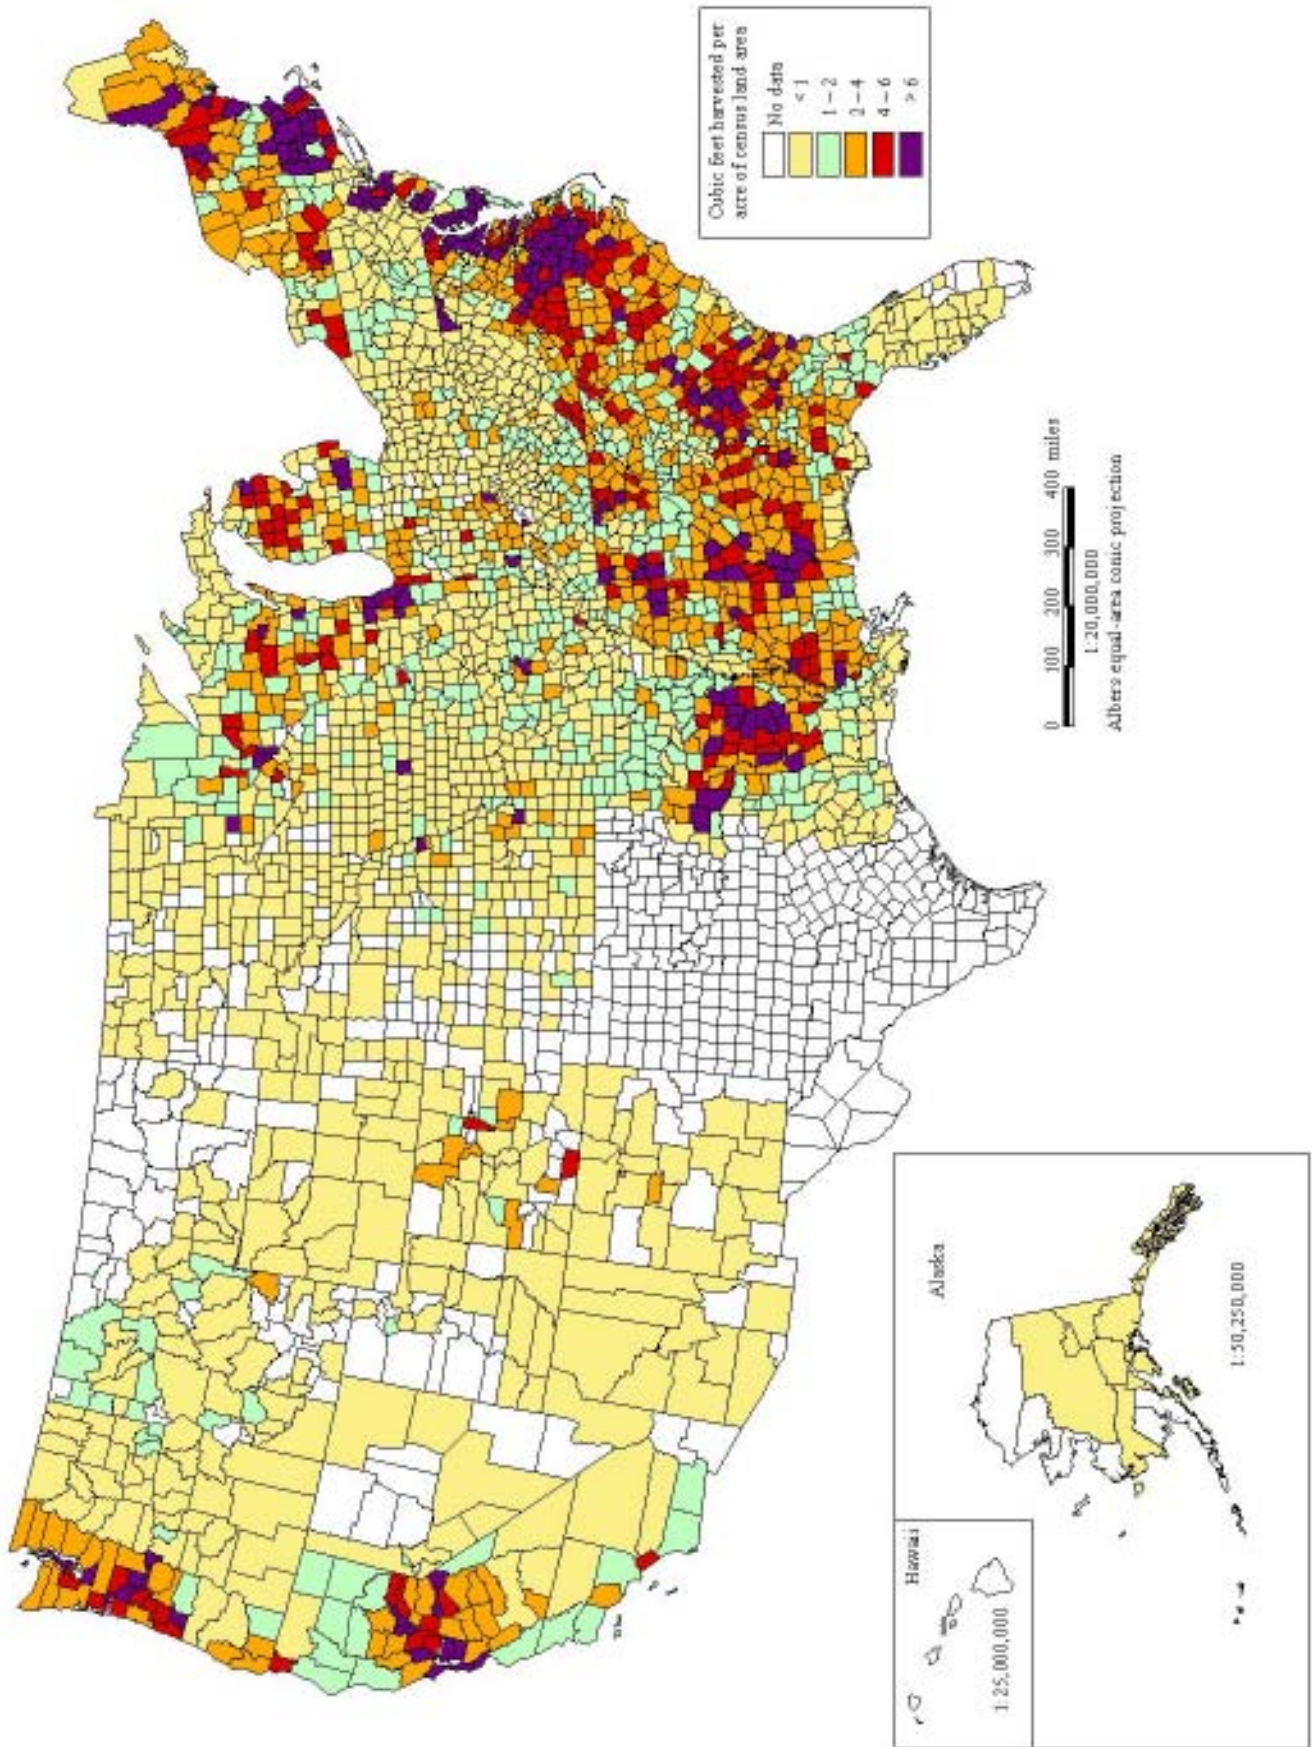 Cubic feet harvested per
acre of census land area
No data
< 1
1 – 2
2 – 4
4 – 6
> 6
0 100 200 300 400 miles
1:20,000,000
Albers equal-area conic projection
Alaska
1:50,250,000
Hawaii
1:25,000,000